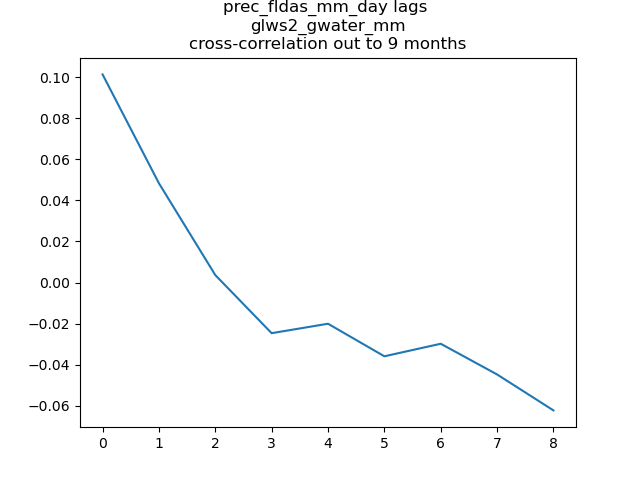 prec_fldas_mm_day lags
glws2_gwater_mm
cross-correlation out to 9 months
0.10
0.08
0.06
0.04
0.02
0.00
−0.02
−0.04
−0.06
0 1 2 3 4 5 6 7 8